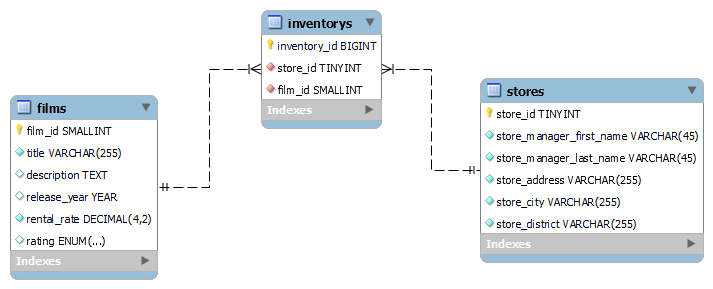 inventorys
inventory_id BIGINT
store_id TINYINT
film_id SMALLINT
Indexes
films
film_id SMALLINT
title VARCHAR(255)
description TEXT
release_year YEAR
rental_rate DECIMAL(4,2)
rating ENUM(...)
Indexes
stores
store_id TINYINT
store_manager_first_name VARCHAR(45)
store_manager_last_name VARCHAR(45)
store_address VARCHAR(255)
store_city VARCHAR(255)
store_district VARCHAR(255)
Indexes